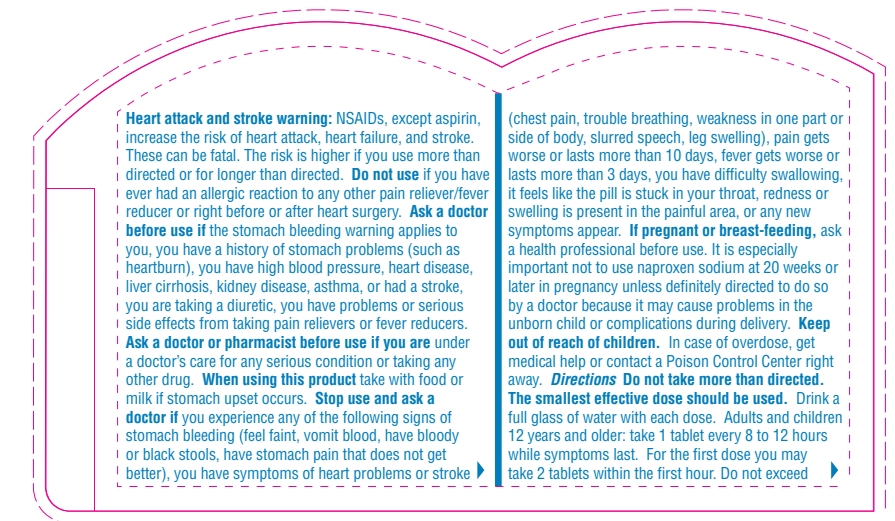 Heart attack and stroke warning: NSAIDs, except aspirin,
increase the risk of heart attack, heart failure, and stroke.
These can be fatal. The risk is higher if you use more than
directed or for longer than directed. Do not use if you have
ever had an allergic reaction to any other pain reliever/fever
reducer or right before or after heart surgery. Ask a doctor
before use if the stomach bleeding warning applies to
you, you have a history of stomach problems (such as
heartburn), you have high blood pressure, heart disease,
liver cirrhosis, kidney disease, asthma, or had a stroke,
you are taking a diuretic, you have problems or serious
side effects from taking pain relievers or fever reducers.
Ask a doctor or pharmacist before use if you are under
a doctor's care for any serious condition or taking any
other drug. When using this product take with food or
milk if stomach upset occurs. Stop use and ask a
doctor if you experience any of the following signs of
stomach bleeding (feel faint, vomit blood, have bloody
or black stools, have stomach pain that does not get
better), you have symptoms of heart problems or stroke
(chest pain, trouble breathing, weakness in one part or
side of body, slurred speech, leg swelling), pain gets
worse or lasts more than 10 days, fever gets worse or
lasts more than 3 days, you have difficulty swallowing,
it feels like the pill is stuck in your throat, redness or
swelling is present in the painful area, or any new
symptoms appear. If pregnant or breast-feeding, ask
a health professional before use. It is especially
important not to use naproxen sodium at 20 weeks or
later in pregnancy unless definitely directed to do so
by a doctor because it may cause problems in the
unborn child or complications during delivery. Keep
out of reach of children. In case of overdose, get
medical help or contact a Poison Control Center right
away. Directions Do not take more than directed.
The smallest effective dose should be used. Drink a
full glass of water with each dose. Adults and children
12 years and older: take 1 tablet every 8 to 12 hours
while symptoms last. For the first dose you may
take 2 tablets within the first hour. Do not exceed